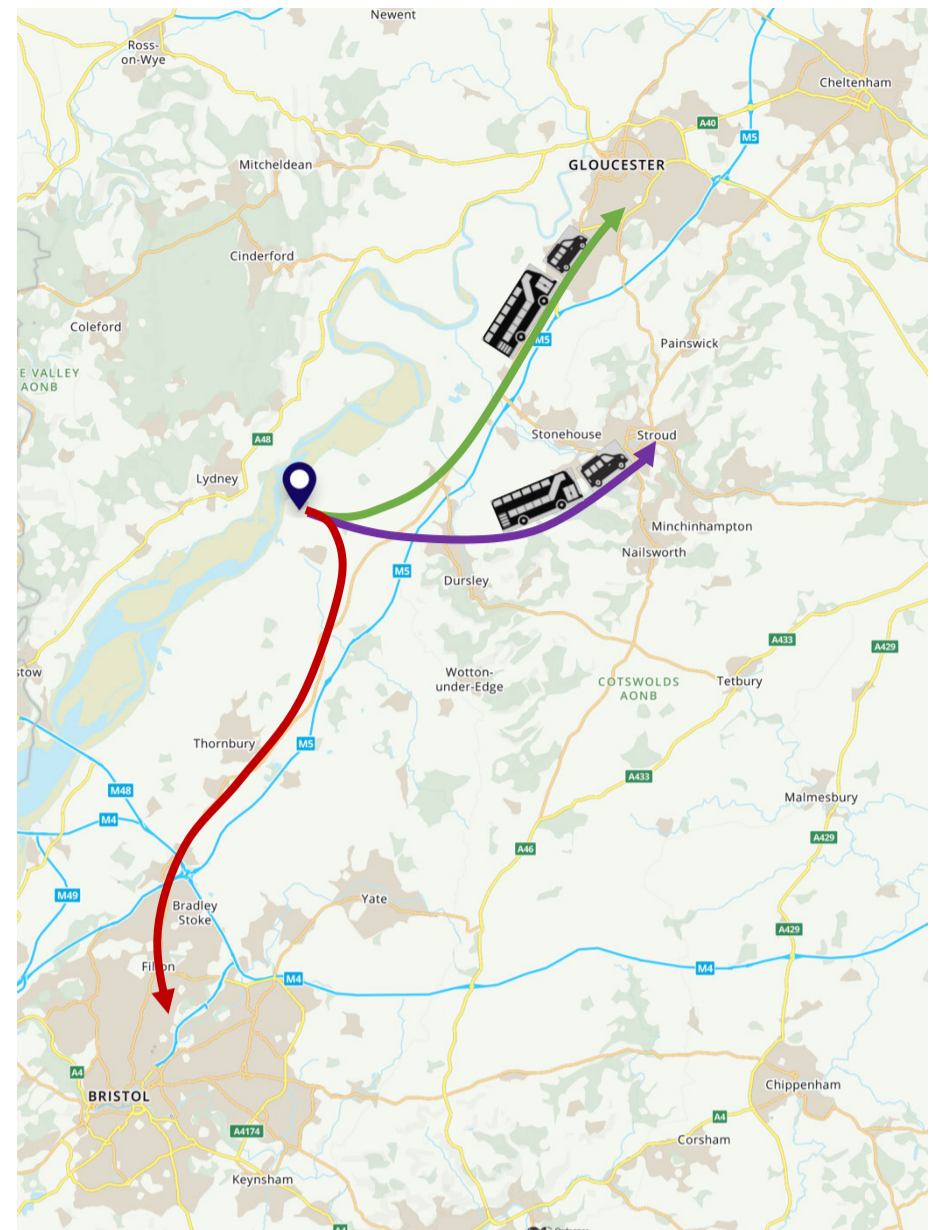 Newent
Ross-
on-Wye
Cheltenham
A40
M5
Mitcheldean
GLOUCESTER
Cinderford
Coleford
M5
Painswick
E VALLEY
AONB
A48
Stonehouse
Stroud
Lydney
Minchinhampton
Nailsworth
M5
Dursley
A433
A429
stow
Wotton-
under-Edge
COTSWOLDS
AONB
Tetbury
Thornbury
M5
A433
M48
Malmesbury
M4
A429
A46
M49
Yate
Bradley
Stoke
A429
Filton
M4
M4
A4
BRISTOL
Chippenham
A4
A4174
Corsham
Keynsham
A4